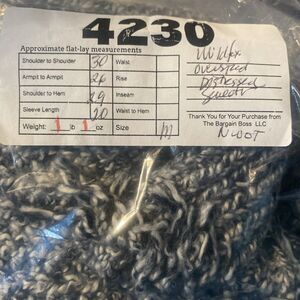 4230
Approximate flat-lay measurements
Shoulder to Shoulder 30 Waist
Armpit to Armpit 26 Rise
Shoulder to Hem 29 Inseam
Sleeve Length 20 Waist to Hem
Weight: 1 lb 1 oz Size M
Wildfox
oversized
Distressed
Sweater
Thank You for Your Purchase from
The Bargain Boss LLC
NWOT